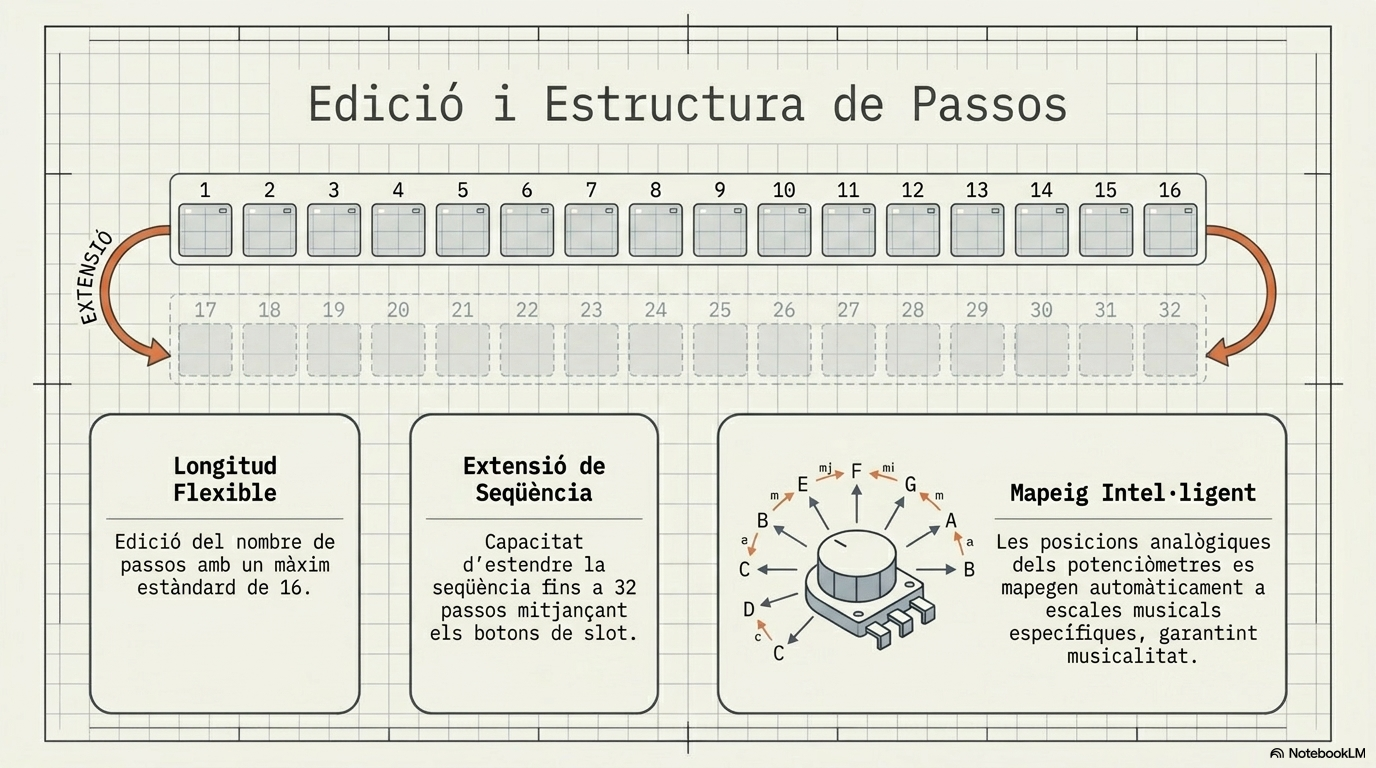 Edició i Estructura de Passos
1 2 3 4 5 6 7 8 9 10 11 12 13 14 15 16
EXTENSIÓ
17 18 19 20 21 22 23 24 25 26 27 28 29 30 31 32
Longitud
Flexible
Edició del nombre de
passos amb un màxim
estàndard de 16.
Extensió de
Seqüència
Capacitat
d’estendre la
seqüència fins a 32
passos mitjançant
els botons de slot.
mj F mi
E G
m m
B A
a a
C B
D
c
C
Mapeig Intel·ligent
Les posicions analògiques
dels potenciòmetres es
mapegen automàticament a
escales musicals
específiques, garantint
musicalitat.
NotebookLM